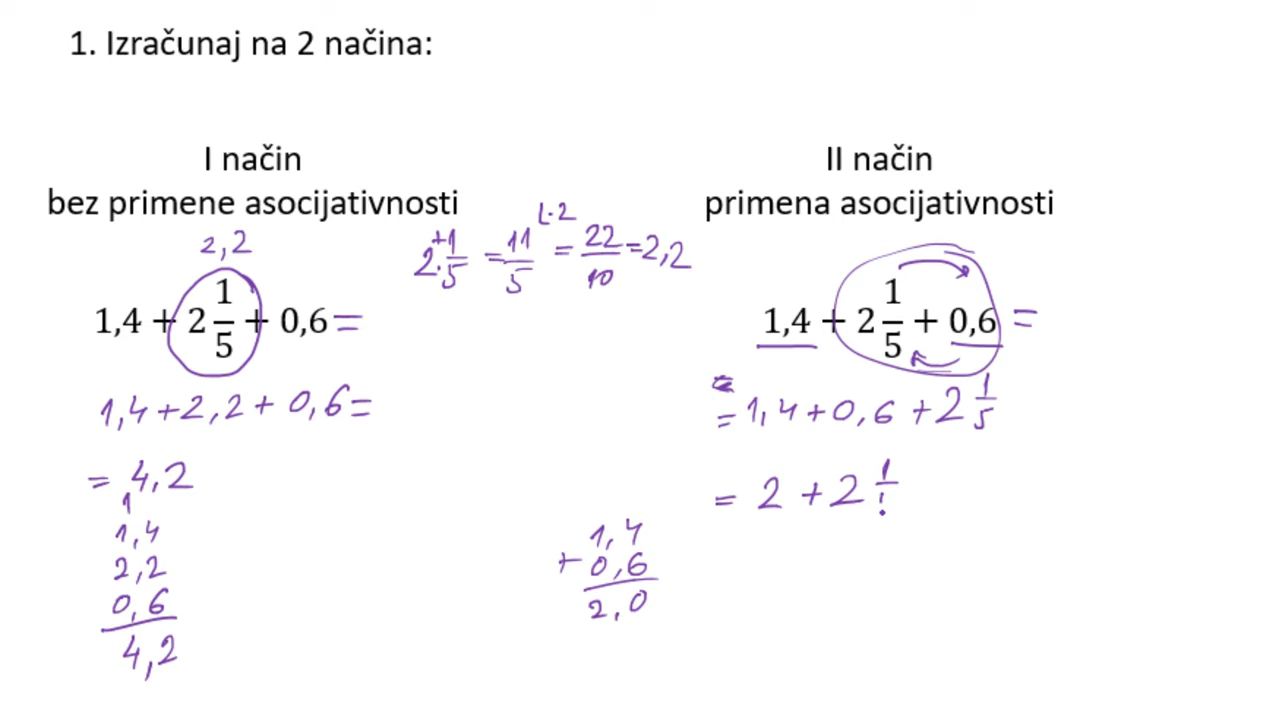 1. Izračunaj na 2 načina:
I način
bez primene asocijativnosti
2,2
1,4 + 2 1/5 + 0,6 =
1,4 + 2,2 + 0,6 =
= 4,2
1
1,4
2,2
0,6
4,2
2 · +1/5 = 11/5 = 22/10 = 2,2
L·2
1,4
+ 0,6
2,0
II način
primena asocijativnosti
1,4 + 2 1/5 + 0,6 =
= 1,4 + 0,6 + 2 1/5
= 2 + 2 1/